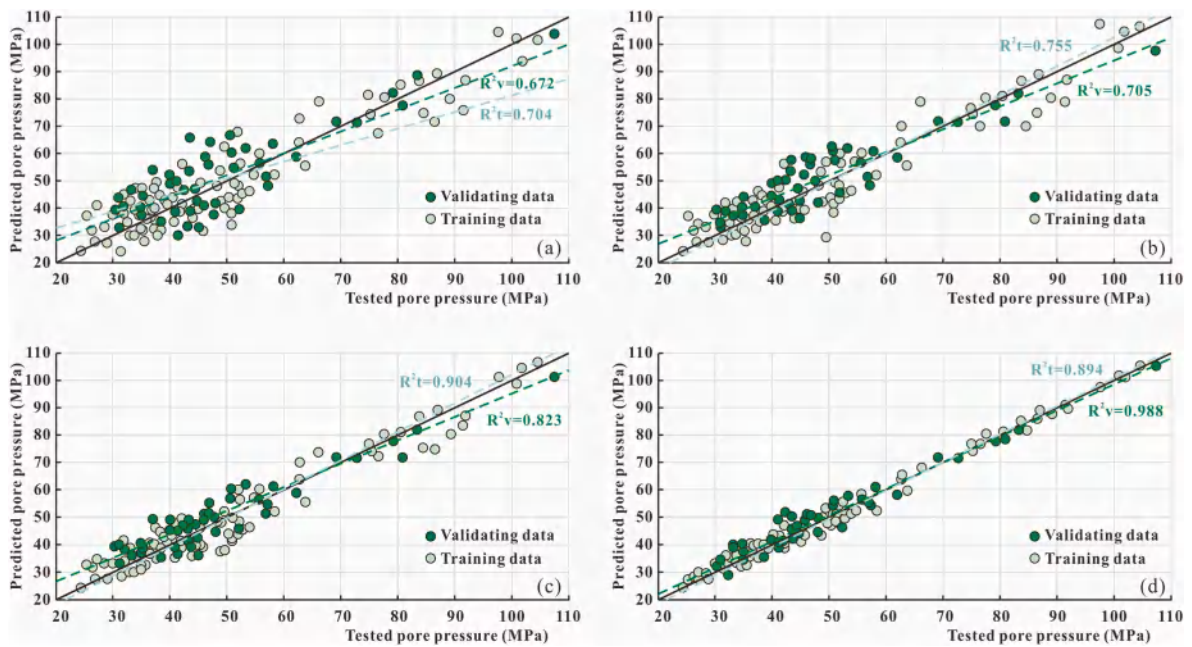 110
100
90
80
70
60
50
40
30
20
Predicted pore pressure (MPa)
R²v=0.672
R²t=0.704
Validating data
Training data
(a)
20 30 40 50 60 70 80 90 100 110
Tested pore pressure (MPa)
110
100
90
80
70
60
50
40
30
20
Predicted pore pressure (MPa)
R²t=0.755
R²v=0.705
Validating data
Training data
(b)
20 30 40 50 60 70 80 90 100 110
Tested pore pressure (MPa)
110
100
90
80
70
60
50
40
30
20
Predicted pore pressure (MPa)
R²t=0.904
R²v=0.823
Validating data
Training data
(c)
20 30 40 50 60 70 80 90 100 110
Tested pore pressure (MPa)
110
100
90
80
70
60
50
40
30
20
Predicted pore pressure (MPa)
R²t=0.894
R²v=0.988
Validating data
Training data
(d)
20 30 40 50 60 70 80 90 100 110
Tested pore pressure (MPa)